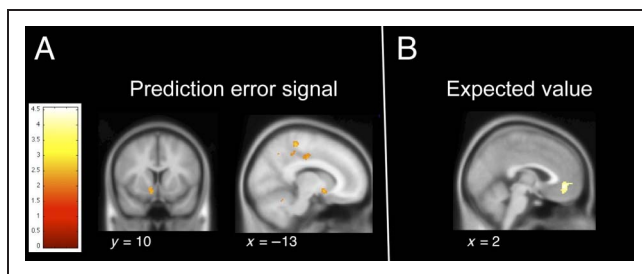 A
Prediction error signal
4.5
4
3.5
3
2.5
2
1.5
1
0.5
0
y = 10
x = −13
B
Expected value
x = 2